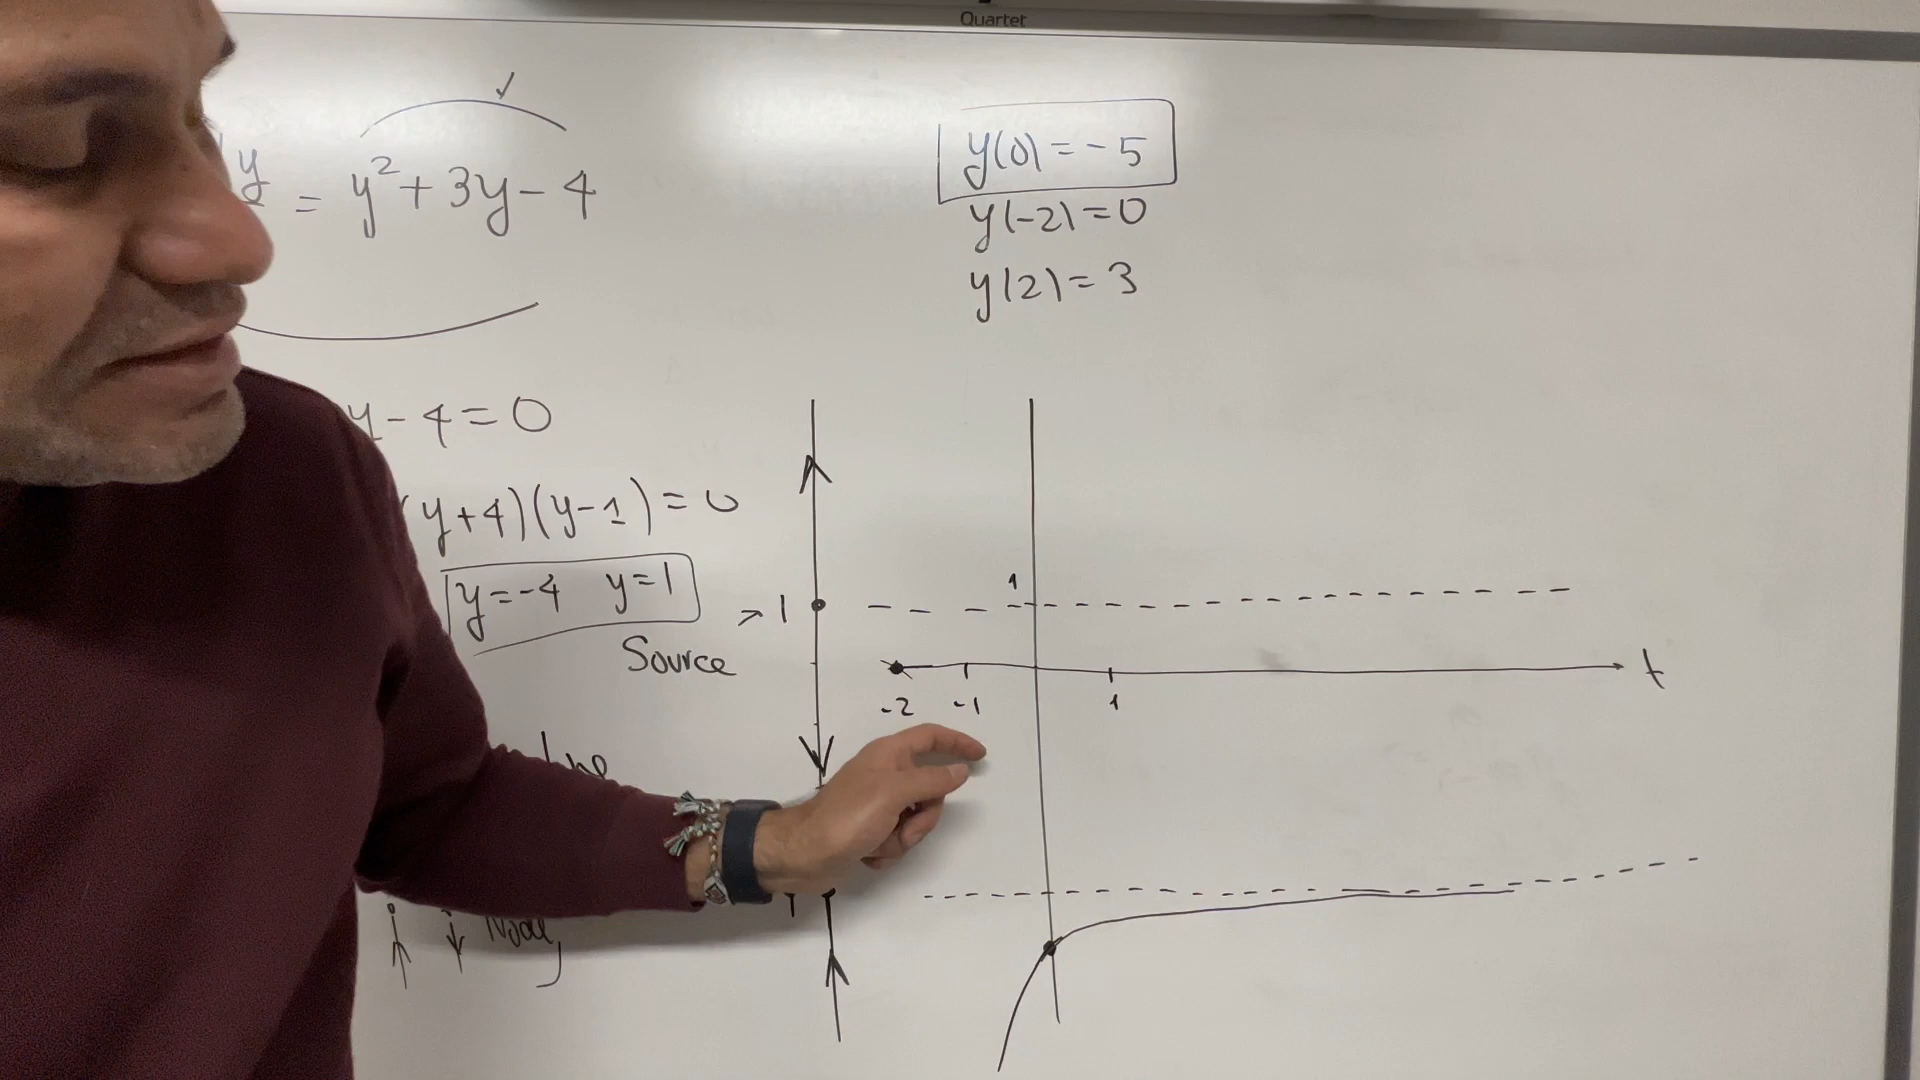 Quartet
y = y² + 3y - 4
y(0) = -5
y(-2) = 0
y(2) = 3
y - 4 = 0
(y+4)(y-1) = 0
y=-4 y=1
> 1
1
Source
-2 -1 1 t